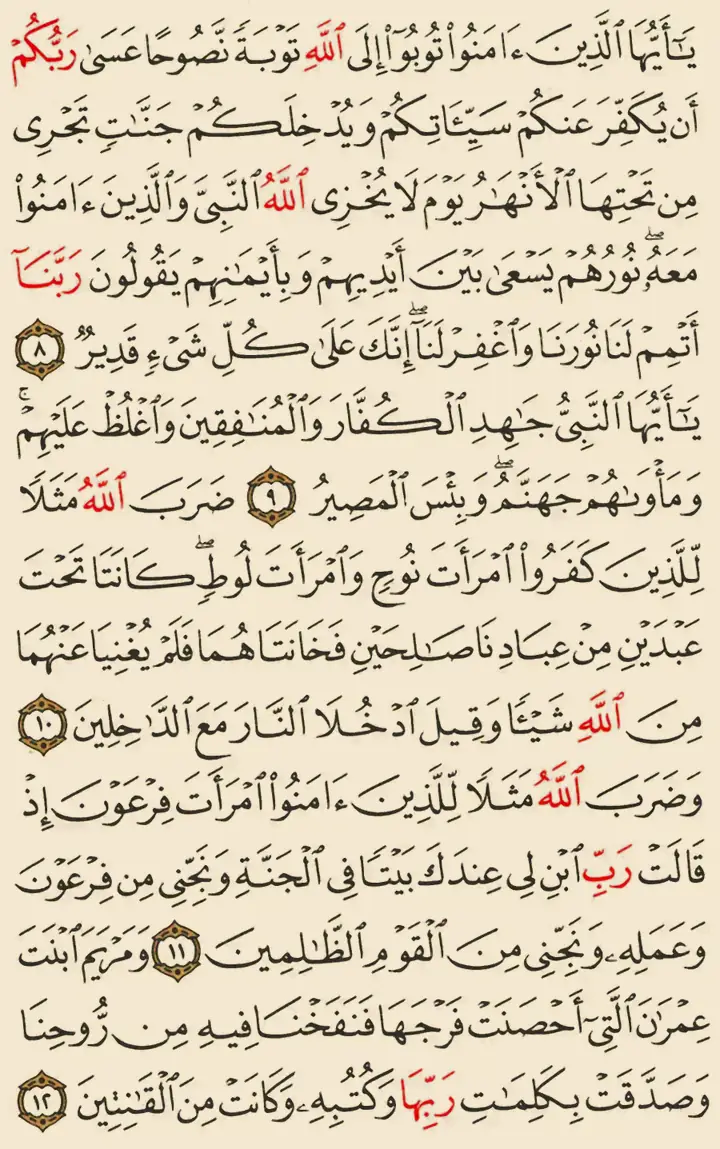 يَـٰٓأَيُّهَا ٱلَّذِينَ ءَامَنُوا۟ تُوبُوٓا۟ إِلَى ٱللَّهِ تَوْبَةً نَّصُوحًا عَسَىٰ رَبُّكُمْ
أَن يُكَفِّرَ عَنكُمْ سَيِّـَٔاتِكُمْ وَيُدْخِلَكُمْ جَنَّـٰتٍ تَجْرِى
مِن تَحْتِهَا ٱلْأَنْهَـٰرُ يَوْمَ لَا يُخْزِى ٱللَّهُ ٱلنَّبِىَّ وَٱلَّذِينَ ءَامَنُوا۟
مَعَهُۥ ۖ نُورُهُمْ يَسْعَىٰ بَيْنَ أَيْدِيهِمْ وَبِأَيْمَـٰنِهِمْ يَقُولُونَ رَبَّنَآ
أَتْمِمْ لَنَا نُورَنَا وَٱغْفِرْ لَنَآ ۖ إِنَّكَ عَلَىٰ كُلِّ شَىْءٍ قَدِيرٌ ٨
يَـٰٓأَيُّهَا ٱلنَّبِىُّ جَـٰهِدِ ٱلْكُفَّارَ وَٱلْمُنَـٰفِقِينَ وَٱغْلُظْ عَلَيْهِمْ ۚ
وَمَأْوَىٰهُمْ جَهَنَّمُ ۖ وَبِئْسَ ٱلْمَصِيرُ ٩ ضَرَبَ ٱللَّهُ مَثَلًا
لِّلَّذِينَ كَفَرُوا۟ ٱمْرَأَتَ نُوحٍ وَٱمْرَأَتَ لُوطٍ ۖ كَانَتَا تَحْتَ
عَبْدَيْنِ مِنْ عِبَادِنَا صَـٰلِحَيْنِ فَخَانَتَاهُمَا فَلَمْ يُغْنِيَا عَنْهُمَا
مِنَ ٱللَّهِ شَيْـًٔا وَقِيلَ ٱدْخُلَا ٱلنَّارَ مَعَ ٱلدَّٰخِلِينَ ١٠
وَضَرَبَ ٱللَّهُ مَثَلًا لِّلَّذِينَ ءَامَنُوا۟ ٱمْرَأَتَ فِرْعَوْنَ إِذْ
قَالَتْ رَبِّ ٱبْنِ لِى عِندَكَ بَيْتًا فِى ٱلْجَنَّةِ وَنَجِّنِى مِن فِرْعَوْنَ
وَعَمَلِهِۦ وَنَجِّنِى مِنَ ٱلْقَوْمِ ٱلظَّـٰلِمِينَ ١١ وَمَرْيَمَ ٱبْنَتَ
عِمْرَٰنَ ٱلَّتِىٓ أَحْصَنَتْ فَرْجَهَا فَنَفَخْنَا فِيهِ مِن رُّوحِنَا
وَصَدَّقَتْ بِكَلِمَـٰتِ رَبِّهَا وَكُتُبِهِۦ وَكَانَتْ مِنَ ٱلْقَـٰنِتِينَ ١٢